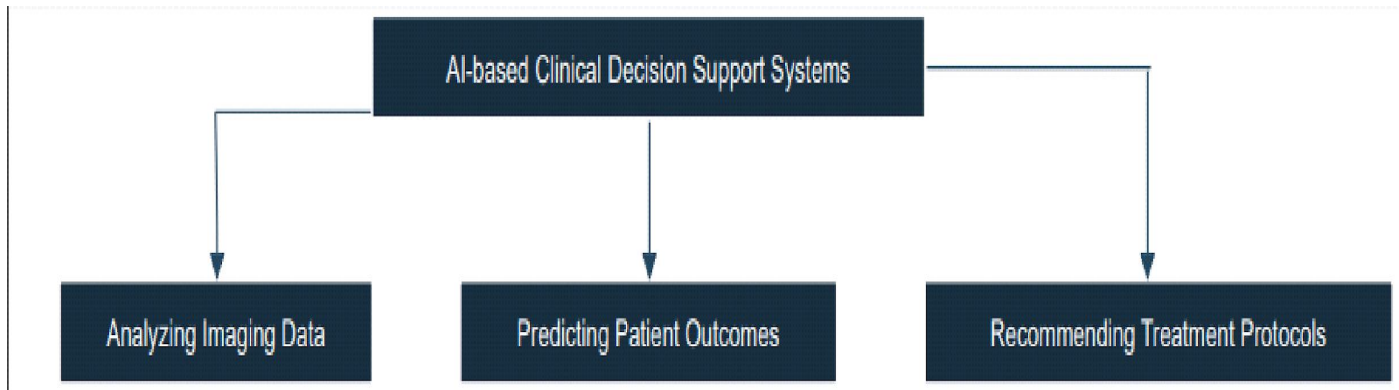 AI-based Clinical Decision Support Systems
Analyzing Imaging Data
Predicting Patient Outcomes
Recommending Treatment Protocols